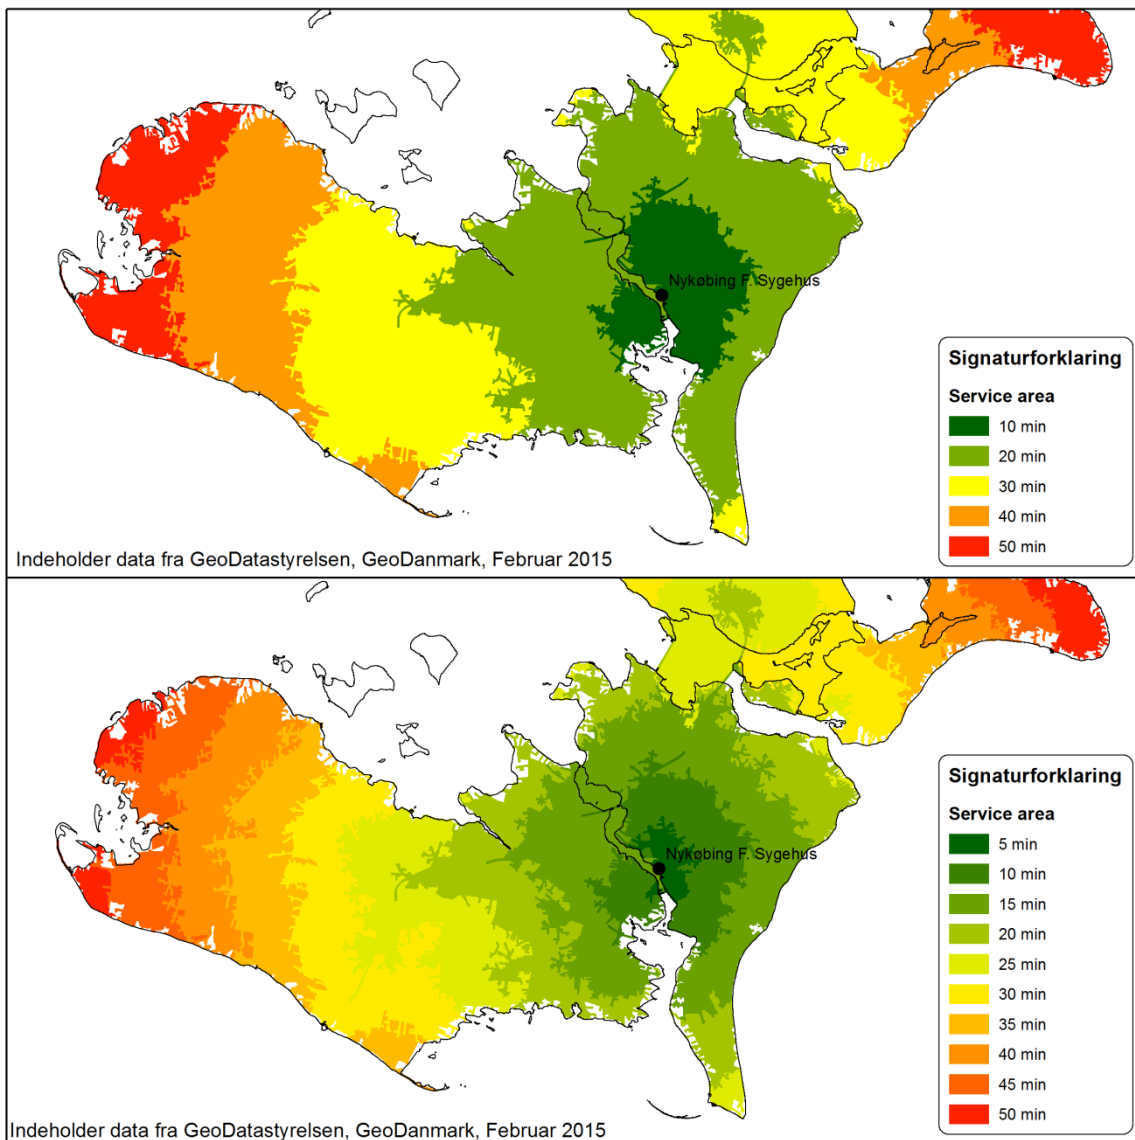 Nykøbing F. Sygehus
Signaturforklaring
Service area
10 min
20 min
30 min
40 min
50 min
Indeholder data fra GeoDatastyrelsen, GeoDanmark, Februar 2015
Nykøbing F. Sygehus
Signaturforklaring
Service area
5 min
10 min
15 min
20 min
25 min
30 min
35 min
40 min
45 min
50 min
Indeholder data fra GeoDatastyrelsen, GeoDanmark, Februar 2015